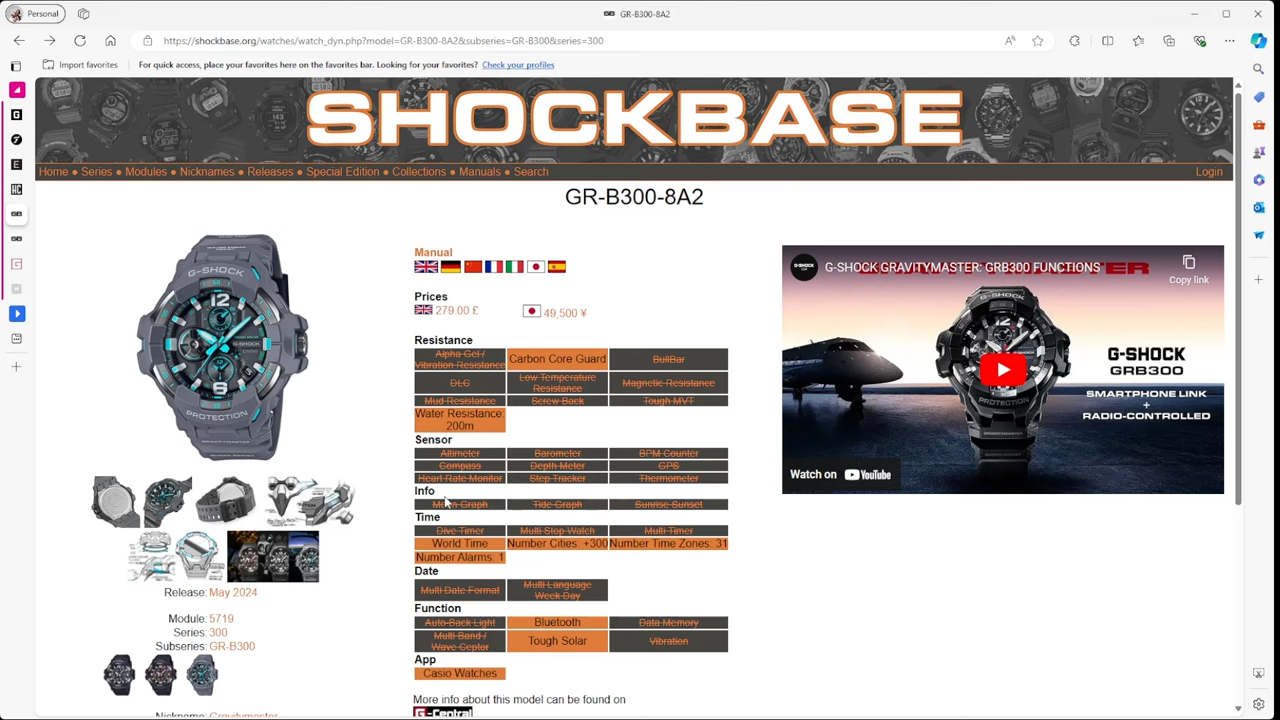 Personal
GR-B300-8A2
https://shockbase.org/watches/watch_dyn.php?model=GR-B300-8A2&subseries=GR-B300&series=300
Import favorites
For quick access, place your favorites here on the favorites bar. Looking for your favorites? Check your profiles
SHOCKBASE
Home ● Series ● Modules ● Nicknames ● Releases ● Special Edition ● Collections ● Manuals ● Search
Login
GR-B300-8A2
Manual
Prices
279.00 £
49,500 ¥
Resistance
Alpha Gel / Vibration Resistance
Carbon Core Guard
BullBar
DLC
Low Temperature Resistance
Magnetic Resistance
Mud Resistance
Screw Back
Tough MVT
Water Resistance: 200m
Sensor
Altimeter
Barometer
BPM Counter
Compass
Depth Meter
GPS
Heart Rate Monitor
Step Tracker
Thermometer
Info
Moon Graph
Tide Graph
Sunrise Sunset
Time
Dive Timer
Multi Stop Watch
Multi Timer
World Time
Number Cities: +300
Number Time Zones: 31
Number Alarms: 1
Date
Multi Date Format
Multi Language Week Day
Function
Auto-Back Light
Bluetooth
Data Memory
Multi Band / Wave Ceptor
Tough Solar
Vibration
App
Casio Watches
More info about this model can be found on
G-Central
G-SHOCK
12
G-SHOCK
6
PROTECTION
Release: May 2024
Module: 5719
Series: 300
Subseries: GR-B300
Nickname: Gravitymaster
G-SHOCK GRAVITYMASTER: GRB300 FUNCTIONS
Copy link
G-SHOCK
GRB300
SMARTPHONE LINK
+
RADIO-CONTROLLED
Watch on YouTube